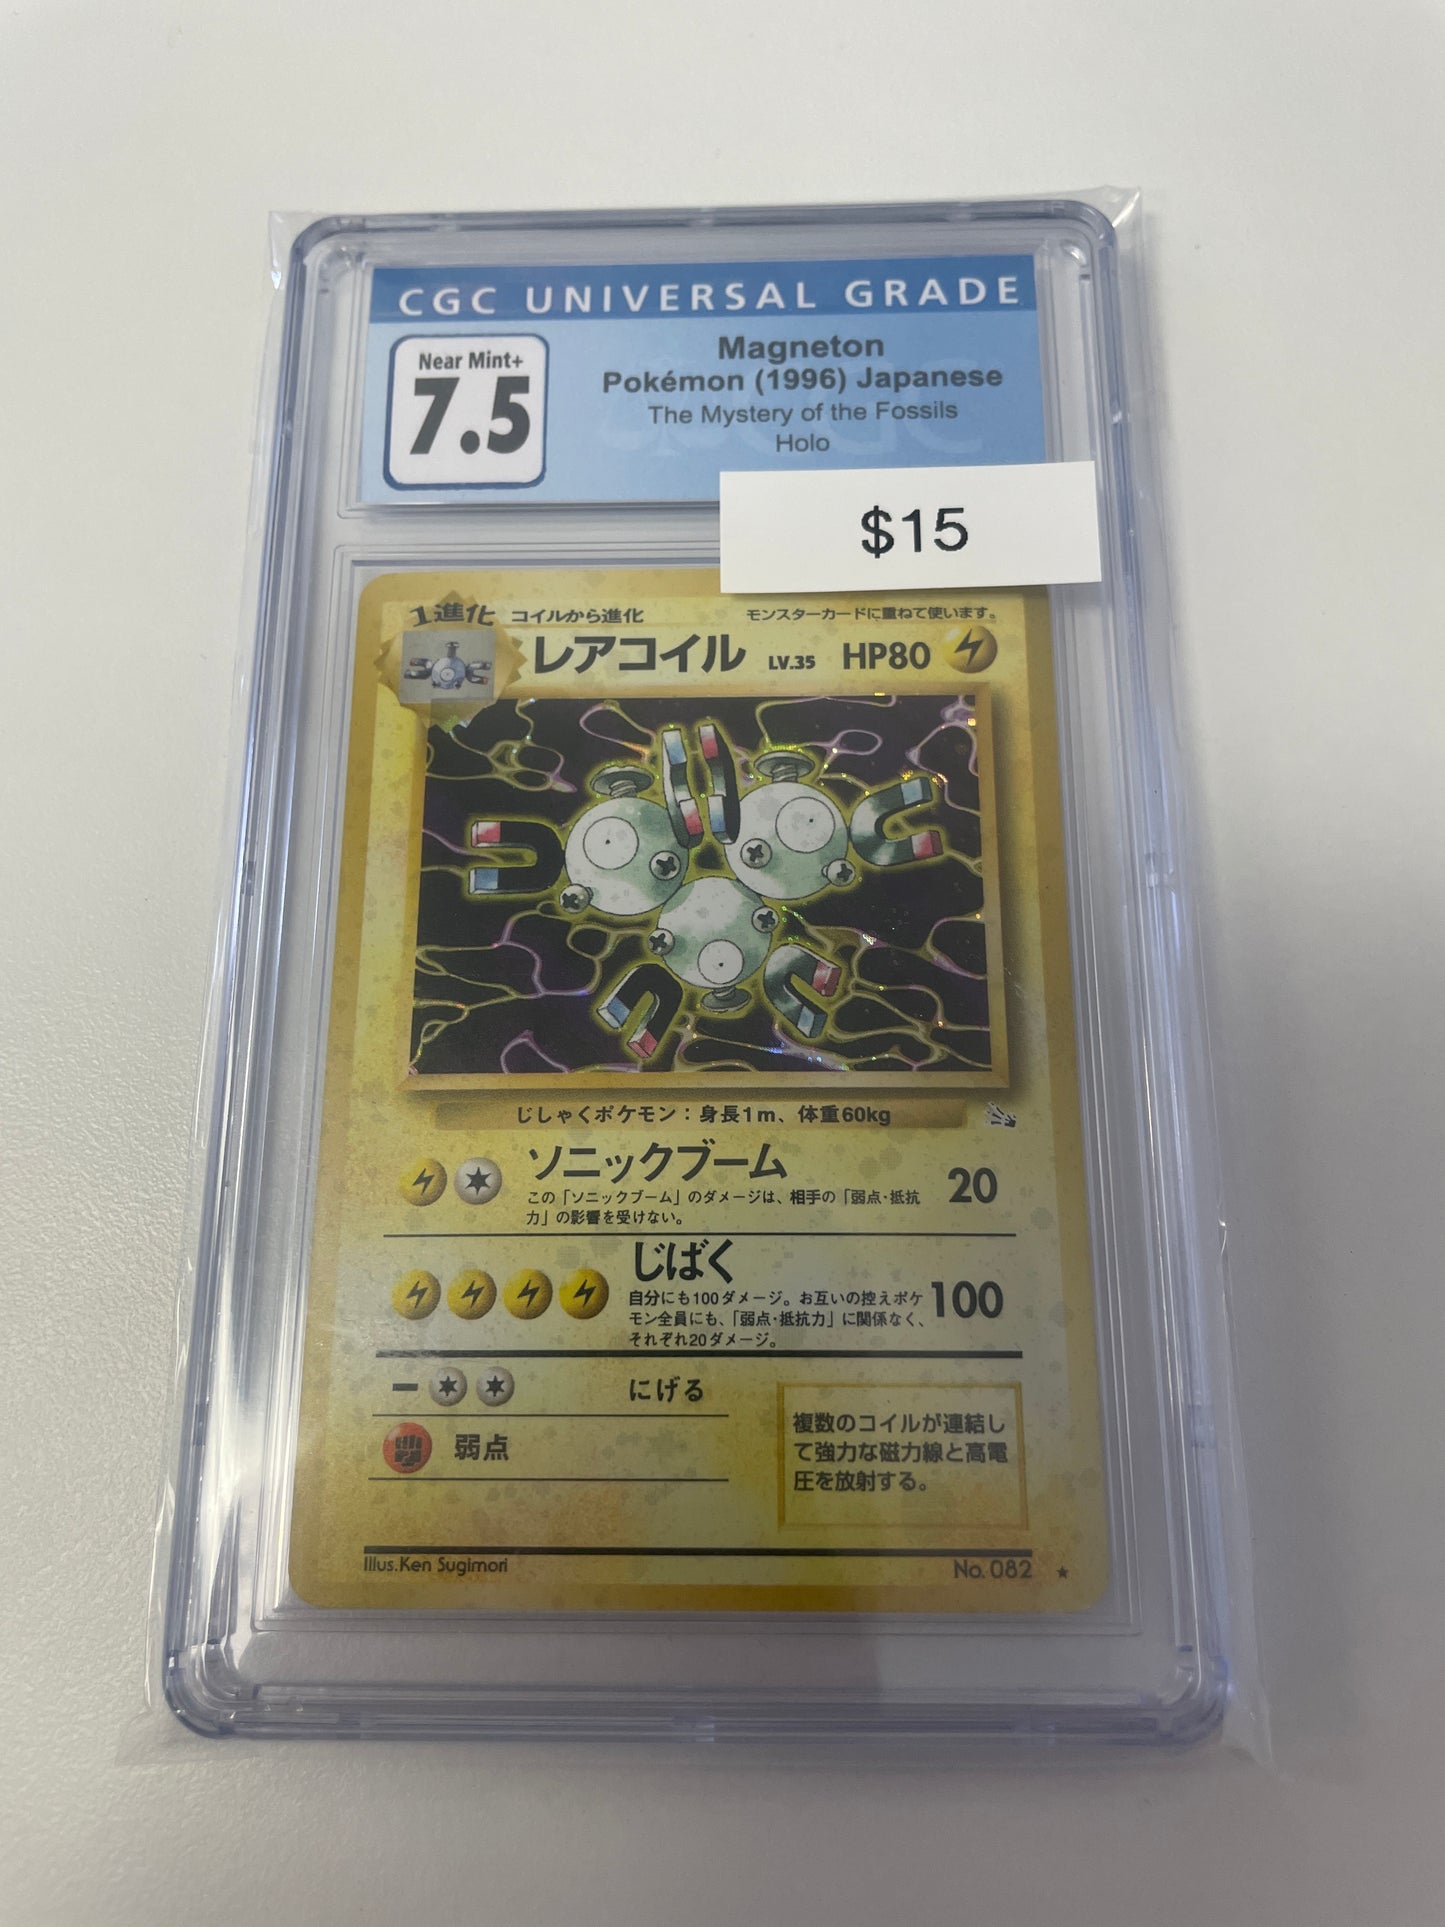 CGC UNIVERSAL GRADE
Near Mint+
7.5
Magneton
Pokémon (1996) Japanese
The Mystery of the Fossils
Holo
$15
1進化 コイルから進化 モンスターカードに重ねて使います。
レアコイル LV.35 HP80
じしゃくポケモン：身長1m、体重60kg
ソニックブーム 20
この「ソニックブーム」のダメージは、相手の「弱点・抵抗
力」の影響を受けない。
じばく 100
自分にも100ダメージ。お互いの控えポケ
モン全員にも、「弱点・抵抗力」に関係なく、
それぞれ20ダメージ。
にげる
弱点
複数のコイルが連結し
て強力な磁力線と高電
圧を放射する。
Illus. Ken Sugimori No. 082 ★